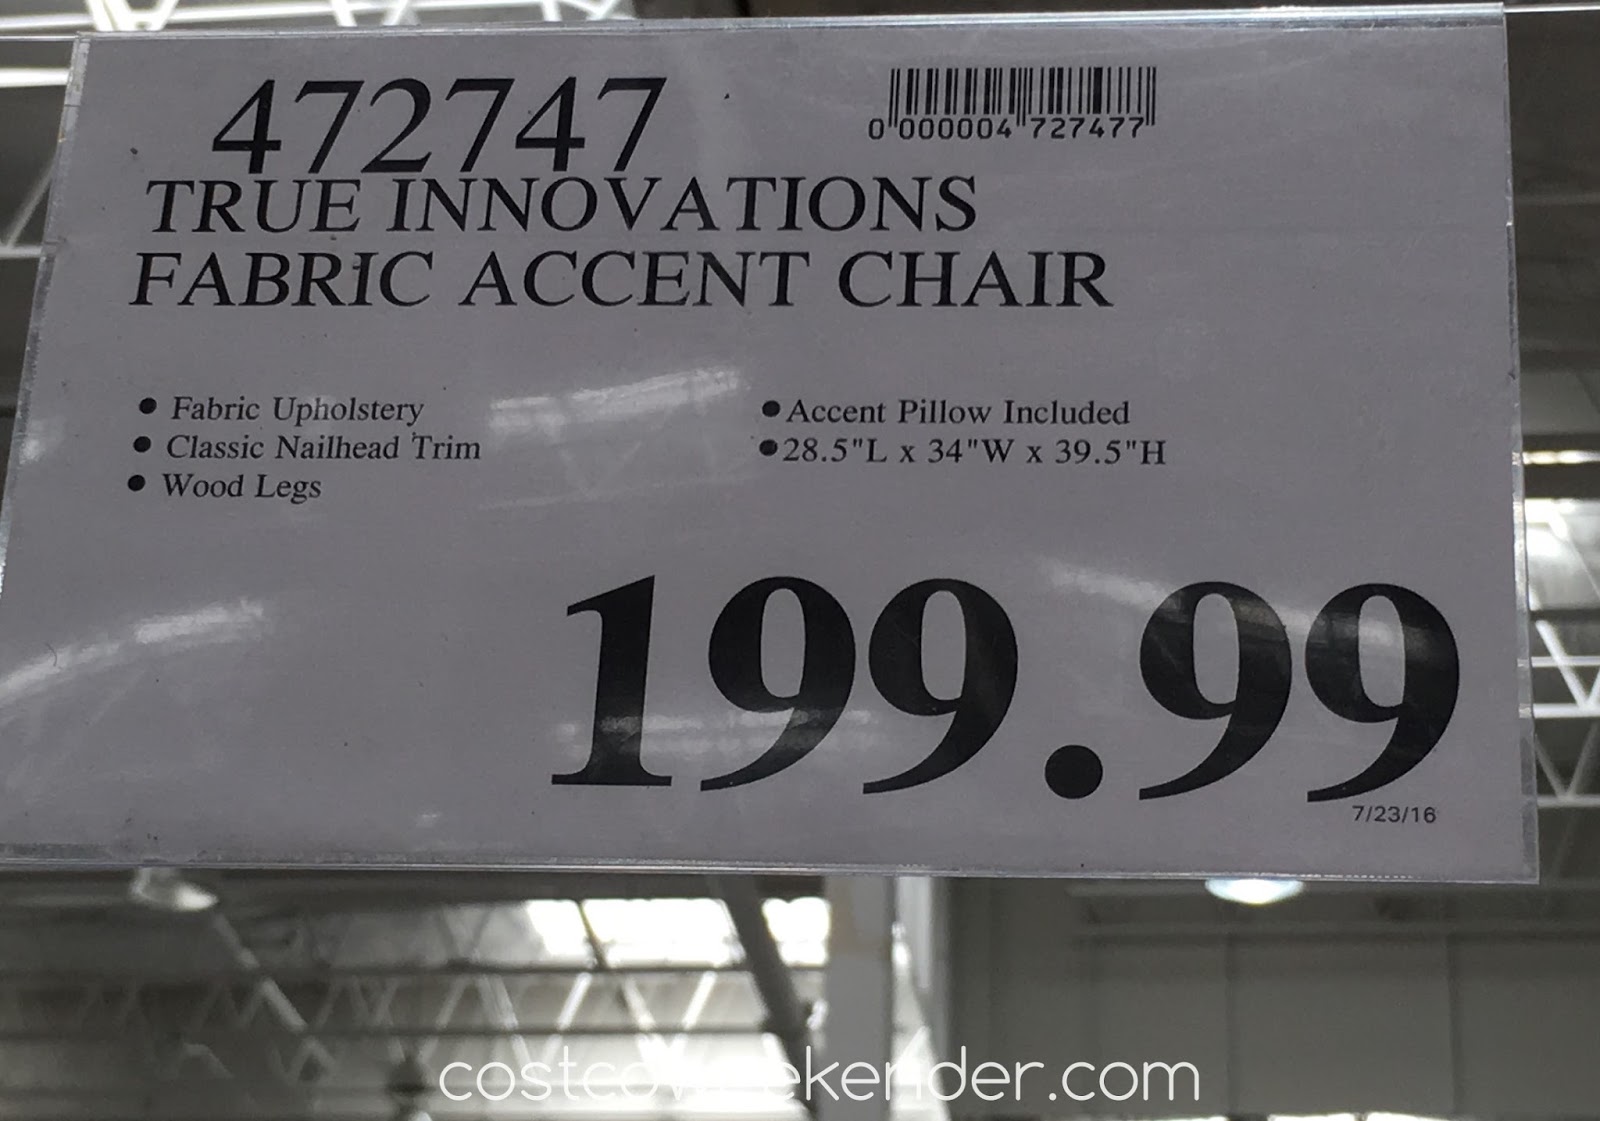 472747
0 000004 727477
TRUE INNOVATIONS
FABRIC ACCENT CHAIR
• Fabric Upholstery
• Classic Nailhead Trim
• Wood Legs
• Accent Pillow Included
• 28.5"L x 34"W x 39.5"H
199.99
7/23/16
costcoweekender.com